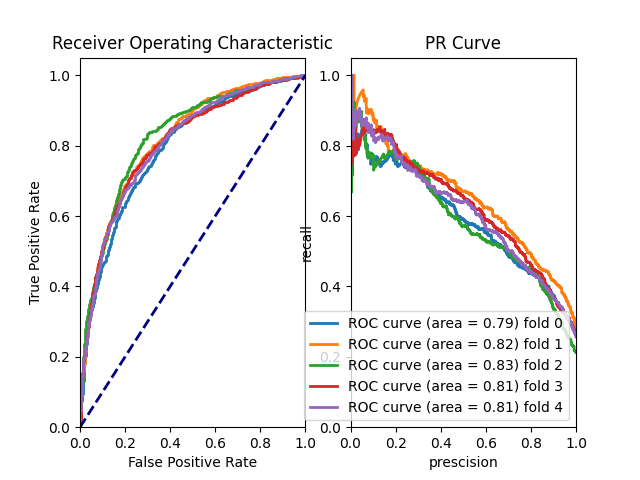 Receiver Operating Characteristic
1.0
0.8
0.6
0.4
0.2
0.0
True Positive Rate
0.0 0.2 0.4 0.6 0.8 1.0
False Positive Rate
PR Curve
1.0
0.8
0.6
0.4
0.2
0.0
recall
ROC curve (area = 0.79) fold 0
ROC curve (area = 0.82) fold 1
ROC curve (area = 0.83) fold 2
ROC curve (area = 0.81) fold 3
ROC curve (area = 0.81) fold 4
0.0 0.2 0.4 0.6 0.8 1.0
prescision